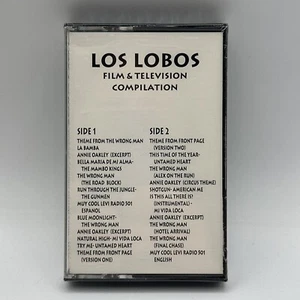 LOS LOBOS
FILM & TELEVISION
COMPILATION
SIDE 1
THEME FROM THE WRONG MAN
LA BAMBA
ANNIE OAKLEY (EXCERPT)
BELLA MARIA DE MI ALMA-
THE MAMBO KINGS
THE WRONG MAN
(THE ROAD BLOCK)
RUN THROUGH THE JUNGLE-
THE GUNMEN
MUY COOL LEVI RADIO 501
ESPANOL
BLUE MOONLIGHT-
THE WRONG MAN
ANNIE OAKLEY (EXCERPT)
NATURAL HIGH- MI VIDA LOCA
TRY ME- UNTAMED HEART
THEME FROM FRONT PAGE
(VERSION ONE)
SIDE 2
THEME FROM FRONT PAGE
(VERSION TWO)
THIS TIME OF THE YEAR-
UNTAMED HEART
THE WRONG MAN
(ALEX ON THE RUN)
ANNIE OAKLEY (CIRCUS THEME)
SHOTGUN- AMERICAN ME
IS THIS ALL THERE IS?
(INSTRUMENTAL) -
MI VIDA LOCA
ANNIE OAKLEY (EXCERPT)
THE WRONG MAN
(HOTEL ARRIVAL)
THE WRONG MAN
(FINAL CHASE)
MUY COOL LEVI RADIO 501
ENGLISH